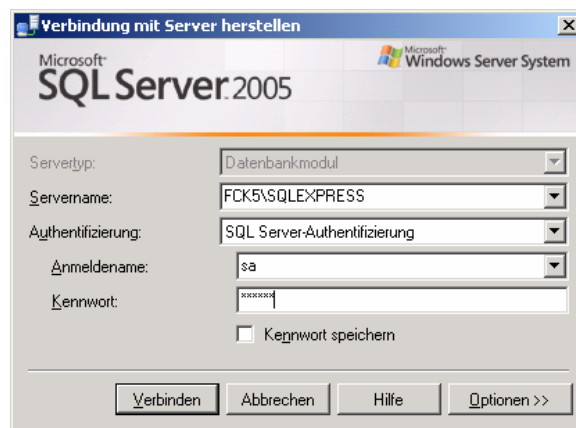 Verbindung mit Server herstellen
Microsoft
SQL Server 2005
Microsoft
Windows Server System
Servertyp:
Datenbankmodul
Servername:
FCK5\SQLEXPRESS
Authentifizierung:
SQL Server-Authentifizierung
Anmeldename:
sa
Kennwort:
******
Kennwort speichern
Verbinden
Abbrechen
Hilfe
Optionen >>